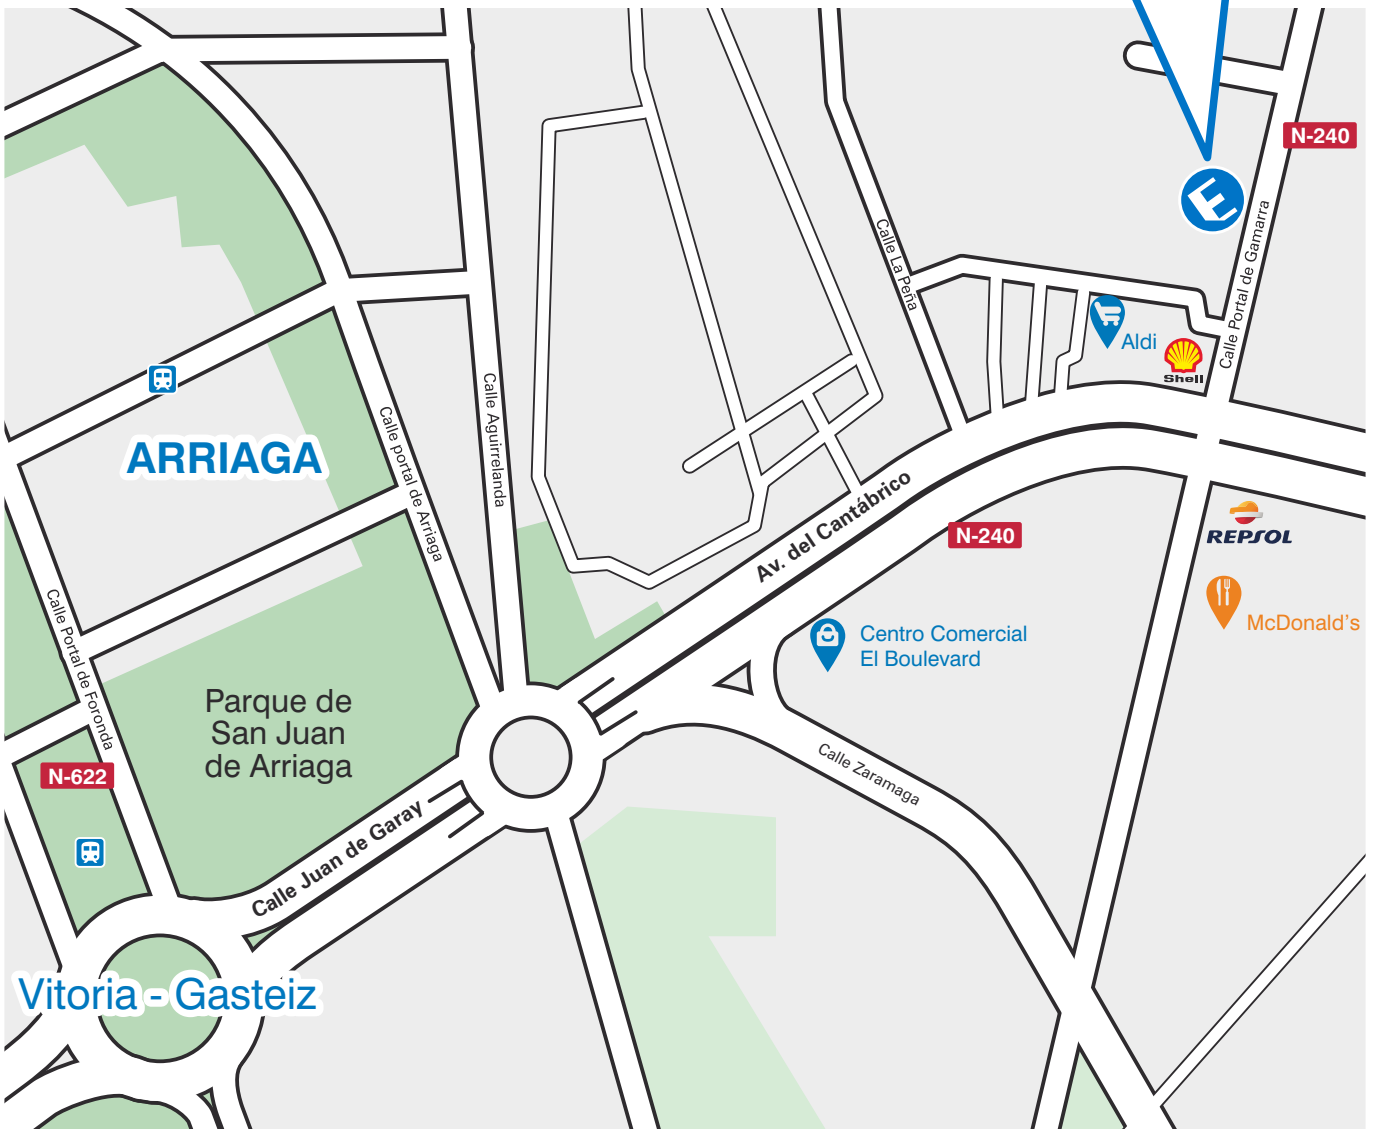 N-240
E
Calle Portal de Gamarra
Calle La Peña
Aldi
Shell
Calle Aguirrelanda
Calle portal de Arriaga
ARRIAGA
Av. del Cantábrico
N-240
REPSOL
McDonald's
Centro Comercial
El Boulevard
Calle Portal de Foronda
Parque de
San Juan
de Arriaga
N-622
Calle Zaramaga
Calle Juan de Garay
Vitoria - Gasteiz